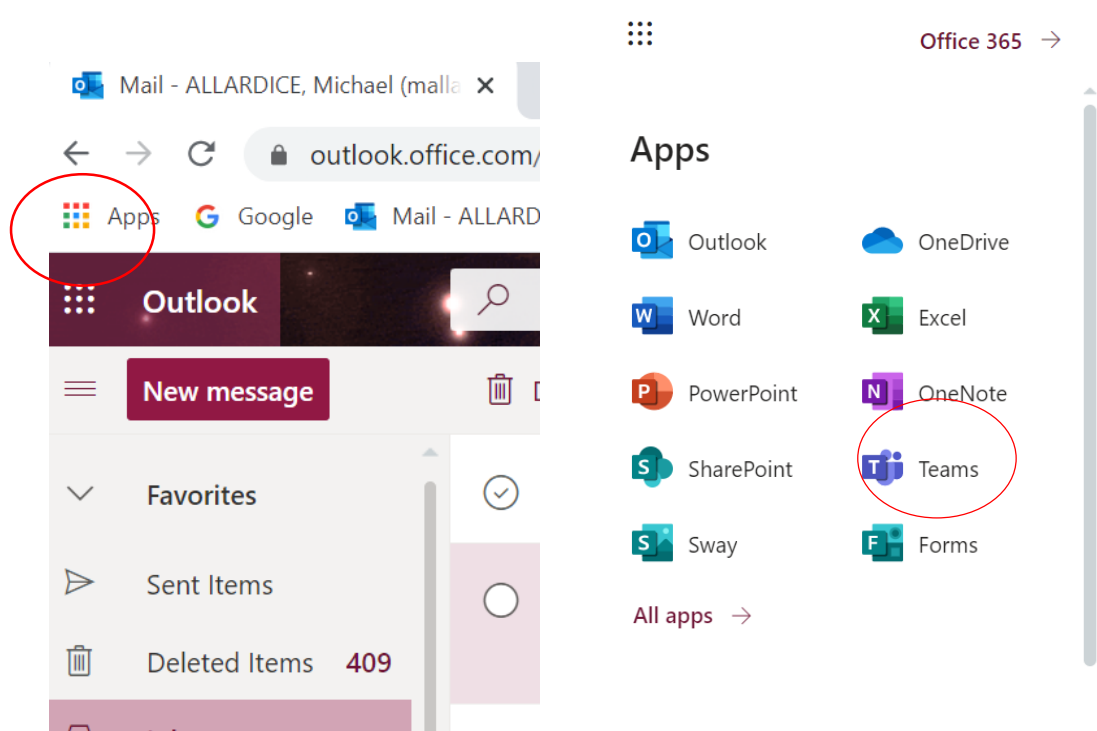 Mail - ALLARDICE, Michael (malla
outlook.office.com/
Apps
Google
Mail - ALLARD
Outlook
New message
Favorites
Sent Items
Deleted Items 409
Office 365
Apps
Outlook
OneDrive
Word
Excel
PowerPoint
OneNote
SharePoint
Teams
Sway
Forms
All apps